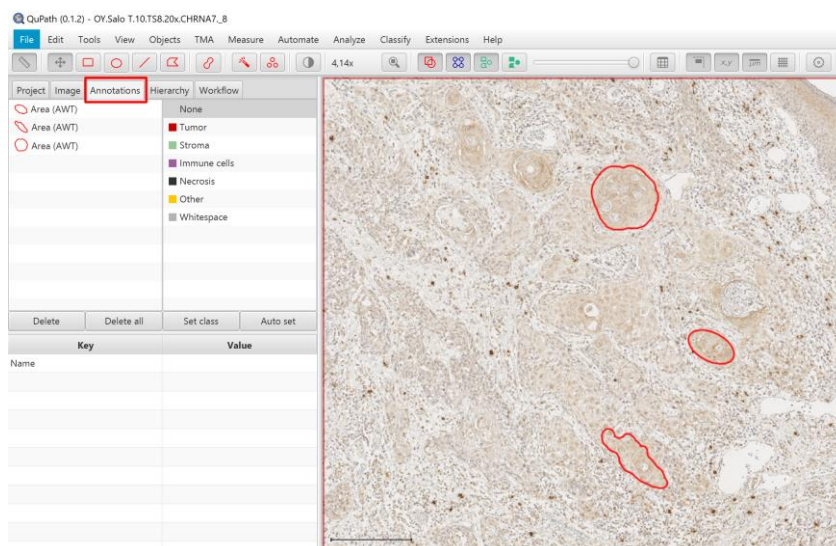 QuPath (0.1.2) - OY.Salo T.10.TS8.20x.CHRNA7._8
File Edit Tools View Objects TMA Measure Automate Analyze Classify Extensions Help
4,14x x,y
Project Image Annotations Hierarchy Workflow
Area (AWT) None
Area (AWT) Tumor
Area (AWT) Stroma
Immune cells
Necrosis
Other
Whitespace
Delete Delete all Set class Auto set
Key Value
Name